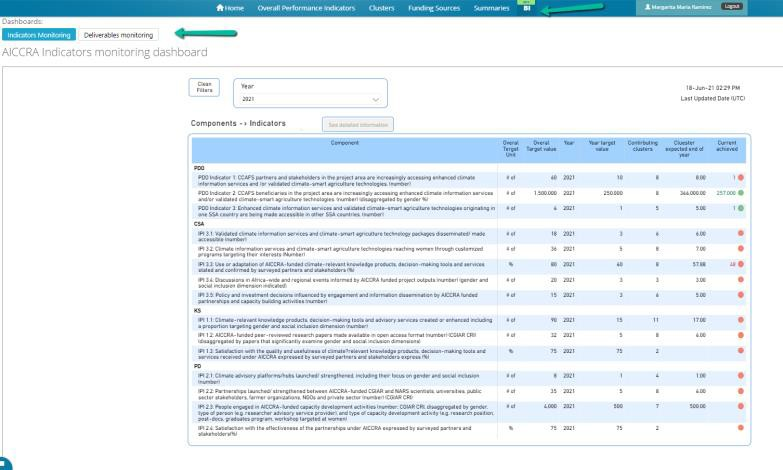 Home Overall Performance Indicators Clusters Funding Sources Summaries BI Margarita Maria Ramirez Logout
Dashboards:
Indicators Monitoring Deliverables monitoring
AICCRA Indicators monitoring dashboard
Clean Filters
Year
2021
18-Jun-21 02:29 PM
Last Updated Date (UTC)
Components --> Indicators
See detailed information
Component Overal Target Unit Overal Target value Year Year target value Contributing clusters Cluester expected end of year Current achieved
PDO
PDO Indicator 1: CCAFS partners and stakeholders in the project area are increasingly accessing enhanced climate # of 60 2021 10 8 8.00 1
information services and /or validated climate-smart agriculture technologies. (number)
PDO Indicator 2: CCAFS beneficiaries in the project area are increasingly accessing enhanced climate information services # of 1.500.000 2021 250.000 8 257.000
and/or validated climate-smart agriculture technologies. (number) (disaggregated by gender %)
PDO Indicator 3: Enhanced climate information services and validated climate-smart agriculture technologies originating in # of 4 2021 1 5 5.00 1
one SSA country are being made accessible in other SSA countries. (number)
CSA
IPI 3.1: Validated climate information services and climate-smart agriculture technology packages disseminated/ made # of 18 2021 3 6 6.00
accessible (number)
IPI 3.2: Climate information services and climate-smart agriculture technologies reaching women through customized # of 36 2021 5 8 7.00
programs targeting their interests (Number)
IPI 3.3: Use or adaptation of AICCRA-funded climate-relevant knowledge products, decision-making tools and services % 80 2021 60 8 57.88
stated and confirmed by surveyed partners and stakeholders (%)
IPI 3.4: Discussions in Africa-wide and regional events informed by AICCRA funded project outputs (number) (gender and # of 20 2021 3 3 3.00
social inclusion dimension indicated)
IPI 3.5: Policy and investment decisions influenced by engagement and information dissemination by AICCRA funded # of 15 2021 3 6 5.00
partnerships and capacity building activities (number)
KS
IPI 1.1: Climate-relevant knowledge products, decision-making tools and advisory services created or enhanced including # of 90 2021 15 11 17.00
a proportion targeting gender and social inclusion dimension (number)
IPI 1.2: AICCRA-funded peer-reviewed research papers made available in open access format (number) (CGIAR CRI) # of 32 2021 5 8 6.00
(disaggregated by papers that significantly examine gender and social inclusion dimensions)
IPI 1.3: Satisfaction with the quality and usefulness of climate?relevant knowledge products, decision-making tools and % 75 2021 75 2
services received under AICCRA expressed by surveyed partners and stakehoders express (%)
PD
IPI 2.1: Climate advisory platforms/hubs launched/ strengthened, including their focus on gender and social inclusion # of 8 2021 1 4 1.00
(number)
IPI 2.2: Partnerships launched/ strengthened between AICCRA-funded CGIAR and NARS scientists, universities, public # of 35 2021 5 8 6.00
sector stakeholders, farmer organizations, NGOs and private sector (number) (CGIAR CRI)
IPI 2.3: People engaged in AICCRA-funded capacity development activities (number; CGIAR CRI, disaggregated by gender, # of 6.000 2021 500 7 500.00
type of person (e.g. researcher advisory service provider), and type of capacity development activity (e.g. research position,
post-docs, graduates program, workshop targeted at women)
IPI 2.4: Satisfaction with the effectiveness of the partnerships under AICCRA expressed by surveyed partners and % 75 2021 75 2
stakeholders(%)